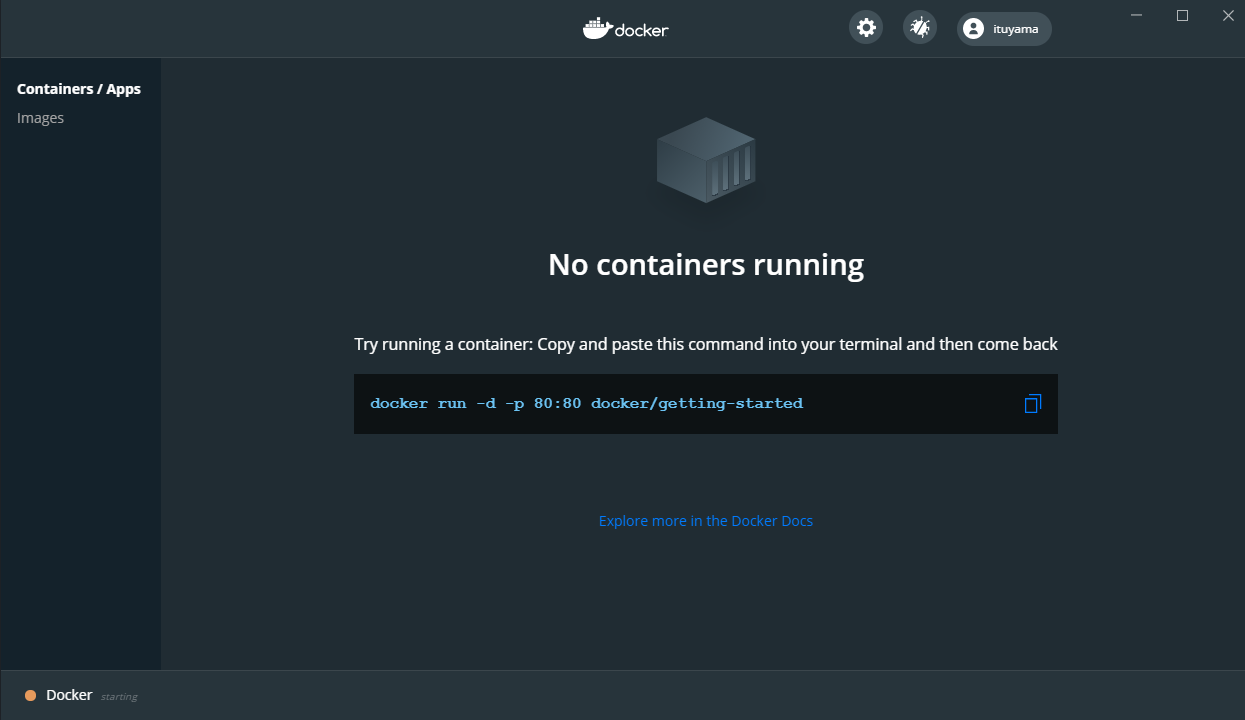 docker
ituyama
Containers / Apps
Images
No containers running
Try running a container: Copy and paste this command into your terminal and then come back
docker run -d -p 80:80 docker/getting-started
Explore more in the Docker Docs
Docker starting